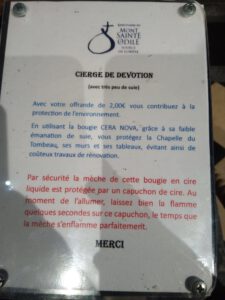 MONT
SAINTE
ODILE
CIERGE DE DEVOTION
(avec très peu de suie)
Avec votre offrande de 2,00€ vous contribuez à la
protection de l'environnement.
En utilisant la bougie CERA NOVA, grâce à sa faible
émanation de suie, vous protégez la Chapelle du
Tombeau, ses murs et ses tableaux, évitant ainsi de
coûteux travaux de rénovation.
Par sécurité la mèche de cette bougie en cire
liquide est protégée par un capuchon de cire. Au
moment de l'allumer, laissez bien la flamme
quelques secondes sur ce capuchon, le temps que
la mèche s'enflamme parfaitement.
MERCI